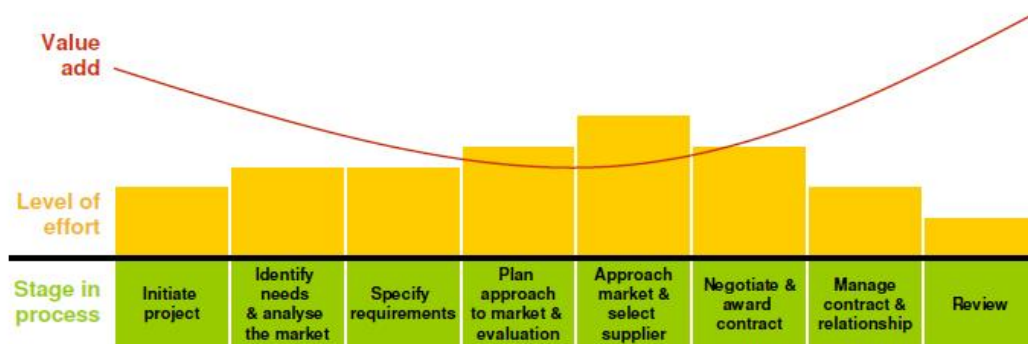 Value
add
Level of
effort
Stage in
process
Initiate
project
Identify
needs
& analyse
the market
Specify
requirements
Plan
approach
to market &
evaluation
Approach
market &
select
supplier
Negotiate &
award
contract
Manage
contract &
relationship
Review